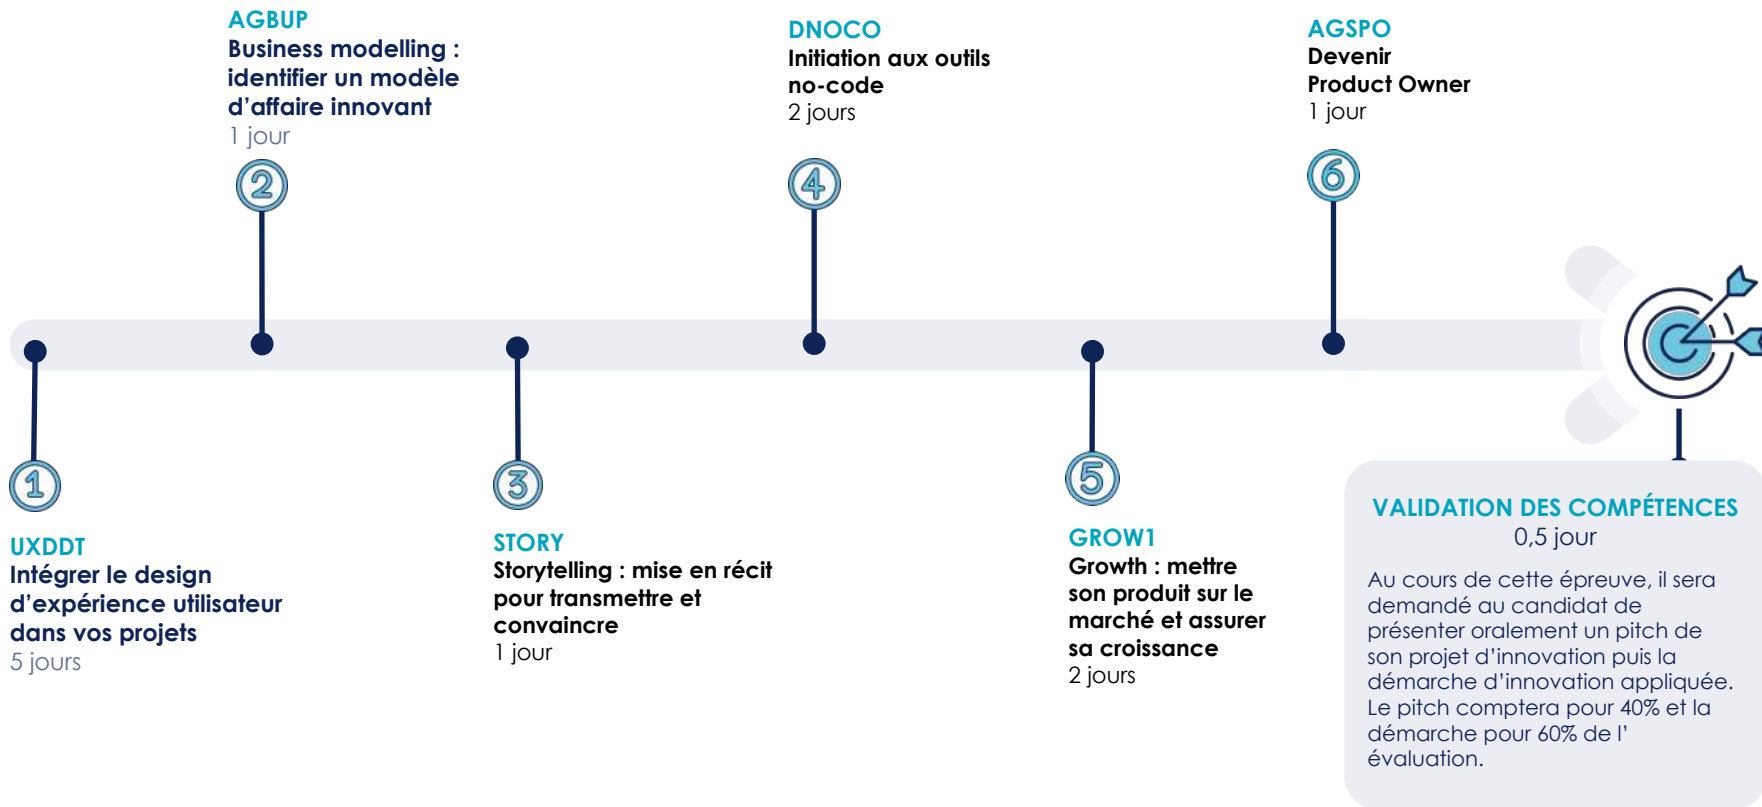 AGBUP
Business modelling :
identifier un modèle
d'affaire innovant
1 jour
2
DNOCO
Initiation aux outils
no-code
2 jours
4
AGSPO
Devenir
Product Owner
1 jour
6
1
UXDDT
Intégrer le design
d'expérience utilisateur
dans vos projets
5 jours
3
STORY
Storytelling : mise en récit
pour transmettre et
convaincre
1 jour
5
GROW1
Growth : mettre
son produit sur le
marché et assurer
sa croissance
2 jours
VALIDATION DES COMPÉTENCES
0,5 jour
Au cours de cette épreuve, il sera
demandé au candidat de
présenter oralement un pitch de
son projet d'innovation puis la
démarche d'innovation appliquée.
Le pitch comptera pour 40% et la
démarche pour 60% de l'
évaluation.